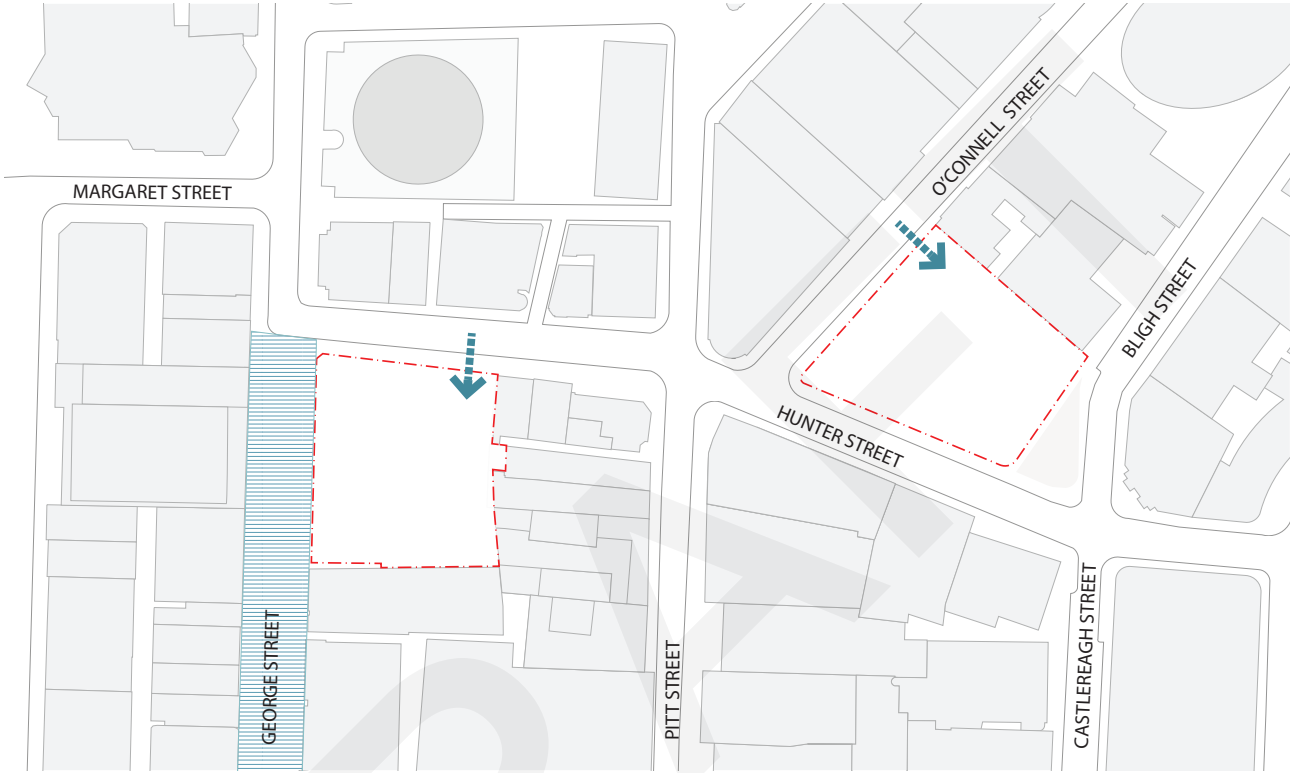 O'CONNELL STREET
MARGARET STREET
BLIGH STREET
HUNTER STREET
GEORGE STREET
PITT STREET
CASTLEREAGH STREET